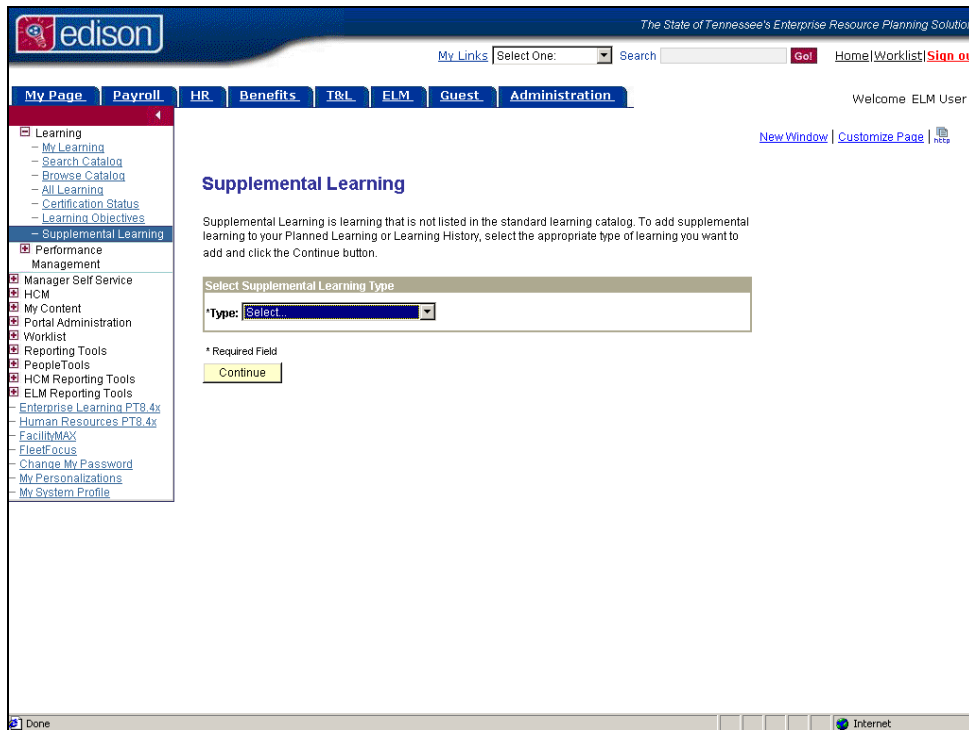 edison
The State of Tennessee's Enterprise Resource Planning Solution
My Links Select One: Search Go! Home|Worklist|Sign ou
My Page Payroll HR Benefits T&L ELM Guest Administration
Welcome ELM User
New Window | Customize Page | http
Learning
My Learning
Search Catalog
Browse Catalog
All Learning
Certification Status
Learning Objectives
Supplemental Learning
Performance
Management
Manager Self Service
HCM
My Content
Portal Administration
Worklist
Reporting Tools
PeopleTools
HCM Reporting Tools
ELM Reporting Tools
Enterprise Learning PT8.4x
Human Resources PT8.4x
FacilityMAX
FleetFocus
Change My Password
My Personalizations
My System Profile
Supplemental Learning
Supplemental Learning is learning that is not listed in the standard learning catalog. To add supplemental
learning to your Planned Learning or Learning History, select the appropriate type of learning you want to
add and click the Continue button.
Select Supplemental Learning Type
*Type: Select...
* Required Field
Continue
Done
Internet